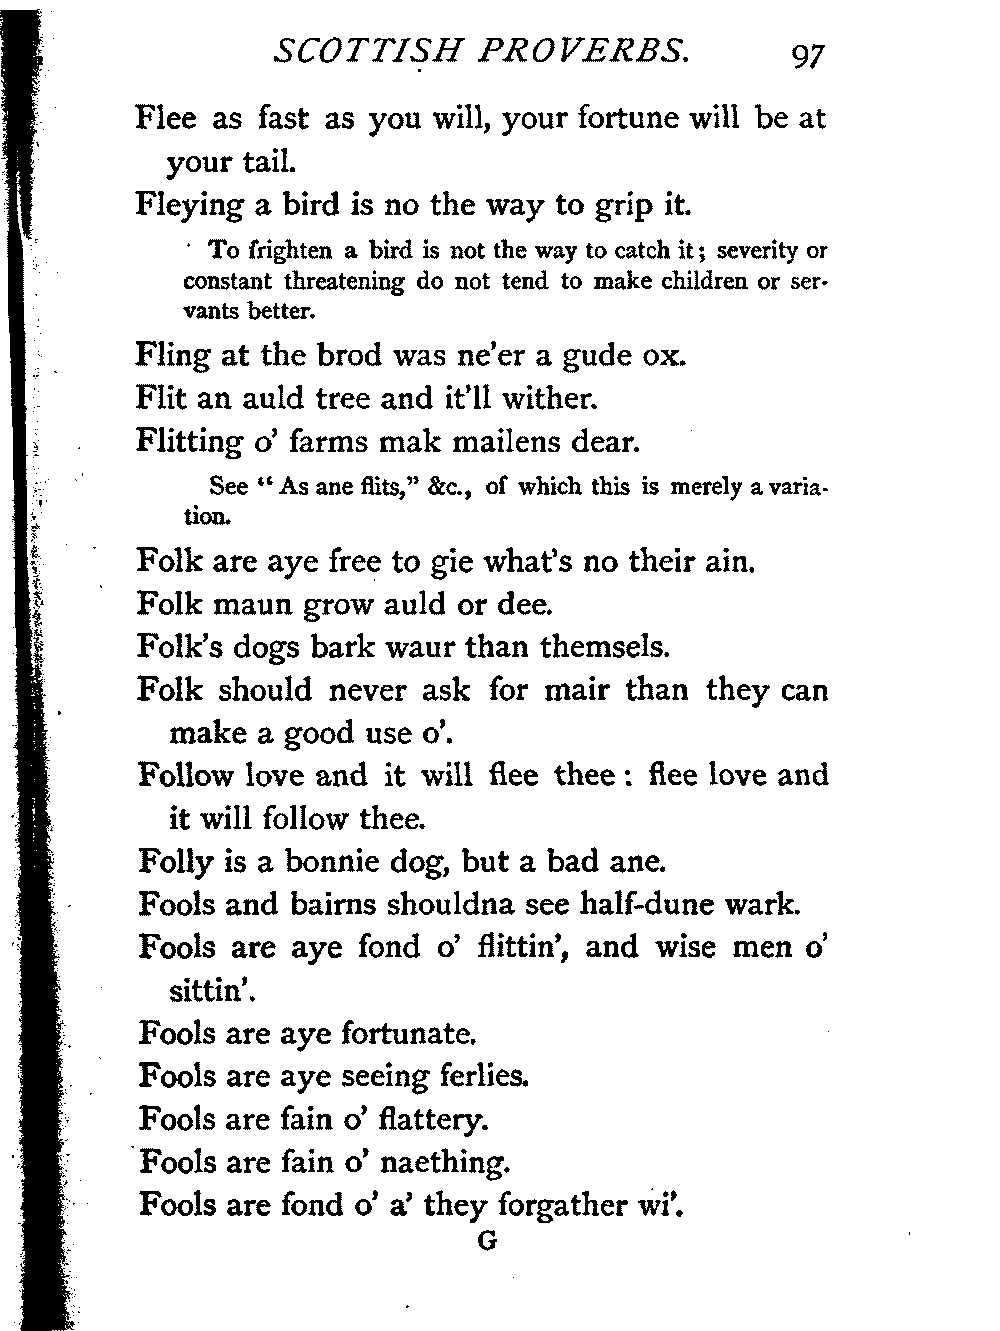 SCOTTISH PROVERBS. 97
Flee as fast as you will, your fortune will be at
your tail.
Fleying a bird is no the way to grip it.
To frighten a bird is not the way to catch it; severity or
constant threatening do not tend to make children or ser-
vants better.
Fling at the brod was ne'er a gude ox.
Flit an auld tree and it'll wither.
Flitting o' farms mak mailens dear.
See "As ane flits," &c., of which this is merely a varia-
tion.
Folk are aye free to gie what's no their ain.
Folk maun grow auld or dee.
Folk's dogs bark waur than themsels.
Folk should never ask for mair than they can
make a good use o'.
Follow love and it will flee thee: flee love and
it will follow thee.
Folly is a bonnie dog, but a bad ane.
Fools and bairns shouldna see half-dune wark.
Fools are aye fond o' flittin', and wise men o'
sittin'.
Fools are aye fortunate.
Fools are aye seeing ferlies.
Fools are fain o' flattery.
Fools are fain o' naething.
Fools are fond o' a' they forgather wi'.
G